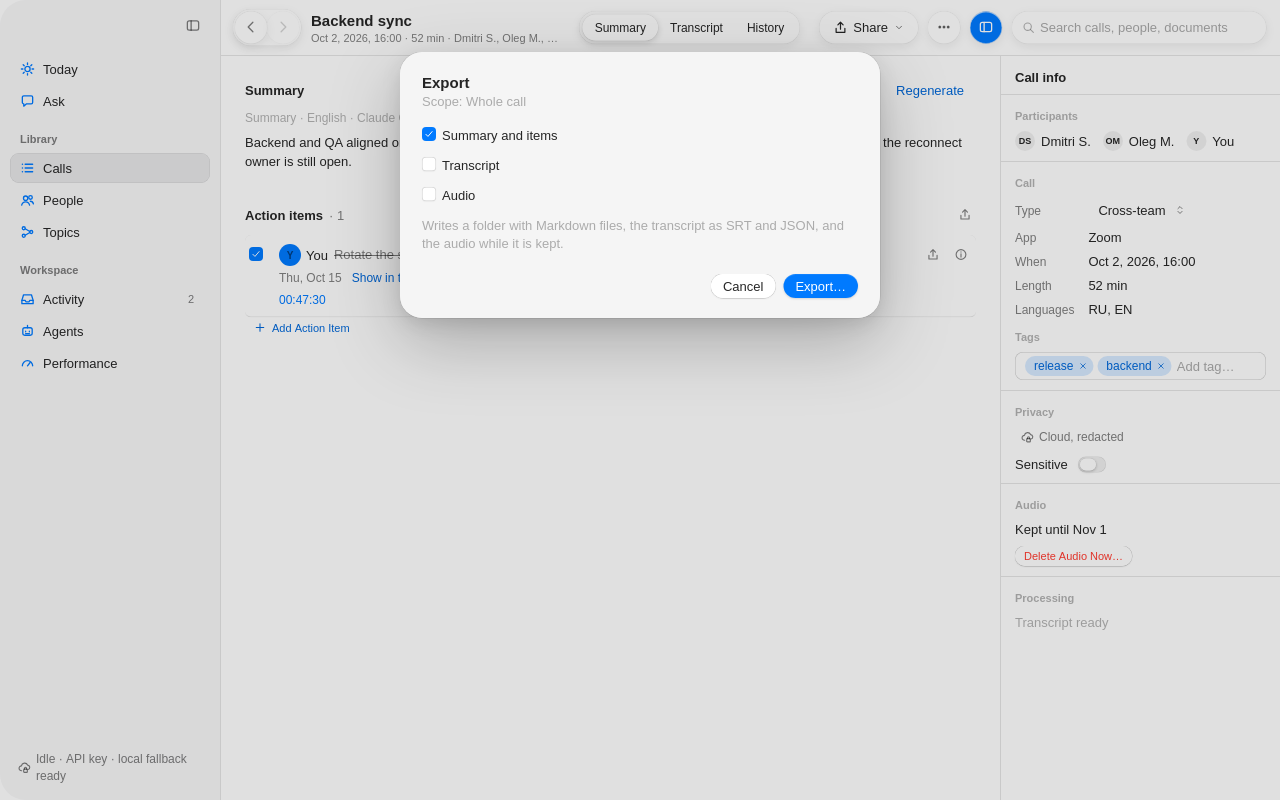 Today
Ask
Library
Calls
People
Topics
Workspace
Activity 2
Agents
Performance
Idle · API key · local fallback ready
Backend sync
Oct 2, 2026, 16:00 · 52 min · Dmitri S., Oleg M., …
Summary Transcript History
Share
Search calls, people, documents
Summary
Regenerate
Summary · English · Claude
Backend and QA aligned
the reconnect
owner is still open.
Action items · 1
Y You Rotate the
Thu, Oct 15 Show in
00:47:30
Add Action Item
Export
Scope: Whole call
Summary and items
Transcript
Audio
Writes a folder with Markdown files, the transcript as SRT and JSON, and
the audio while it is kept.
Cancel Export…
Call info
Participants
DS Dmitri S. OM Oleg M. Y You
Call
Type Cross-team
App Zoom
When Oct 2, 2026, 16:00
Length 52 min
Languages RU, EN
Tags
release × backend × Add tag…
Privacy
Cloud, redacted
Sensitive
Audio
Kept until Nov 1
Delete Audio Now…
Processing
Transcript ready